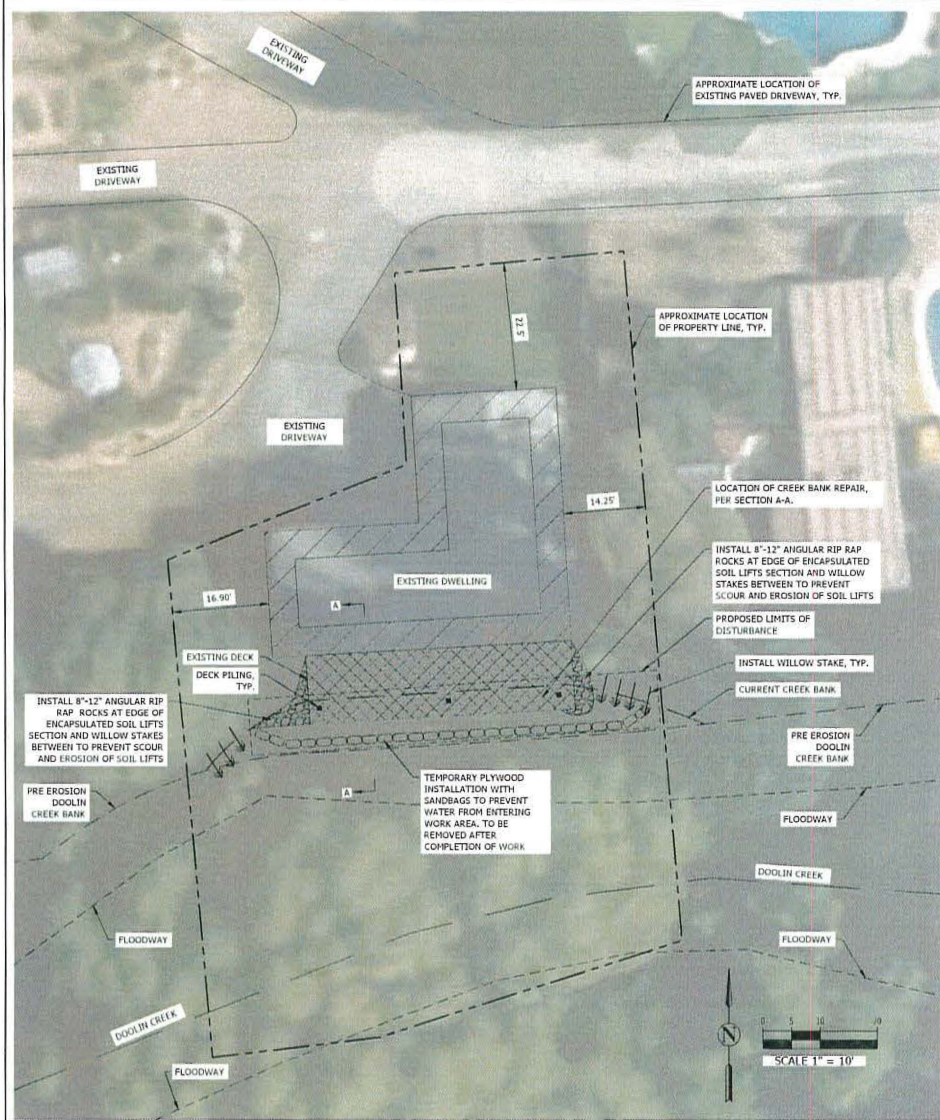 EXISTING
DRIVEWAY
APPROXIMATE LOCATION OF
EXISTING PAVED DRIVEWAY, TYP.
EXISTING
DRIVEWAY
22.5'
APPROXIMATE LOCATION
OF PROPERTY LINE, TYP.
EXISTING
DRIVEWAY
LOCATION OF CREEK BANK REPAIR,
PER SECTION A-A.
14.25'
INSTALL 8"-12" ANGULAR RIP RAP
ROCKS AT EDGE OF ENCAPSULATED
SOIL LIFTS SECTION AND WILLOW
STAKES BETWEEN TO PREVENT
SCOUR AND EROSION OF SOIL LIFTS
EXISTING DWELLING
16.90'
A
PROPOSED LIMITS OF
DISTURBANCE
EXISTING DECK
INSTALL WILLOW STAKE, TYP.
DECK PILING,
TYP.
CURRENT CREEK BANK
INSTALL 8"-12" ANGULAR RIP
RAP ROCKS AT EDGE OF
ENCAPSULATED SOIL LIFTS
SECTION AND WILLOW STAKES
BETWEEN TO PREVENT SCOUR
AND EROSION OF SOIL LIFTS
PRE EROSION
DOOLIN
CREEK BANK
PRE EROSION
DOOLIN
CREEK BANK
A
TEMPORARY PLYWOOD
INSTALLATION WITH
SANDBAGS TO PREVENT
WATER FROM ENTERING
WORK AREA. TO BE
REMOVED AFTER
COMPLETION OF WORK
FLOODWAY
DOOLIN CREEK
FLOODWAY
FLOODWAY
DOOLIN CREEK
N
0 5 10 20
SCALE 1" = 10'
FLOODWAY